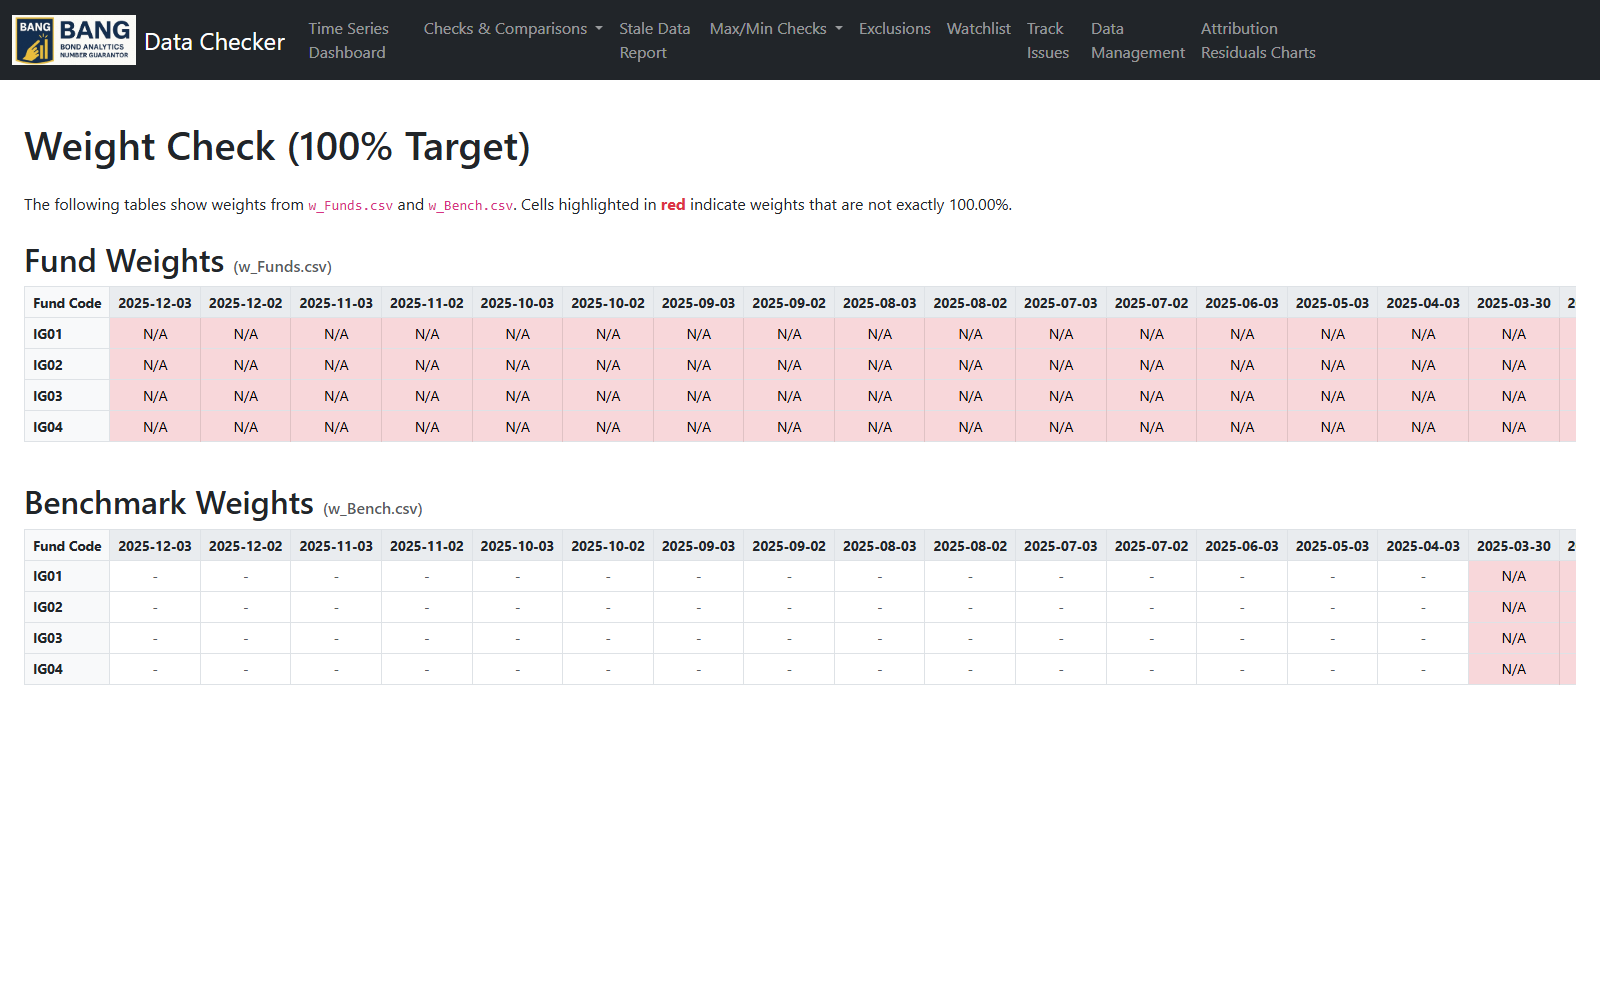 BANG BANG
BOND ANALYTICS
NUMBER GUARANTOR
Data Checker
Time Series Dashboard
Checks & Comparisons
Stale Data Report
Max/Min Checks
Exclusions
Watchlist
Track Issues
Data Management
Attribution Residuals Charts
Weight Check (100% Target)
The following tables show weights from w_Funds.csv and w_Bench.csv. Cells highlighted in red indicate weights that are not exactly 100.00%.
Fund Weights (w_Funds.csv)
Fund Code 2025-12-03 2025-12-02 2025-11-03 2025-11-02 2025-10-03 2025-10-02 2025-09-03 2025-09-02 2025-08-03 2025-08-02 2025-07-03 2025-07-02 2025-06-03 2025-05-03 2025-04-03 2025-03-30 2
IG01 N/A N/A N/A N/A N/A N/A N/A N/A N/A N/A N/A N/A N/A N/A N/A N/A
IG02 N/A N/A N/A N/A N/A N/A N/A N/A N/A N/A N/A N/A N/A N/A N/A N/A
IG03 N/A N/A N/A N/A N/A N/A N/A N/A N/A N/A N/A N/A N/A N/A N/A N/A
IG04 N/A N/A N/A N/A N/A N/A N/A N/A N/A N/A N/A N/A N/A N/A N/A N/A
Benchmark Weights (w_Bench.csv)
Fund Code 2025-12-03 2025-12-02 2025-11-03 2025-11-02 2025-10-03 2025-10-02 2025-09-03 2025-09-02 2025-08-03 2025-08-02 2025-07-03 2025-07-02 2025-06-03 2025-05-03 2025-04-03 2025-03-30 2
IG01 - - - - - - - - - - - - - - - N/A
IG02 - - - - - - - - - - - - - - - N/A
IG03 - - - - - - - - - - - - - - - N/A
IG04 - - - - - - - - - - - - - - - N/A